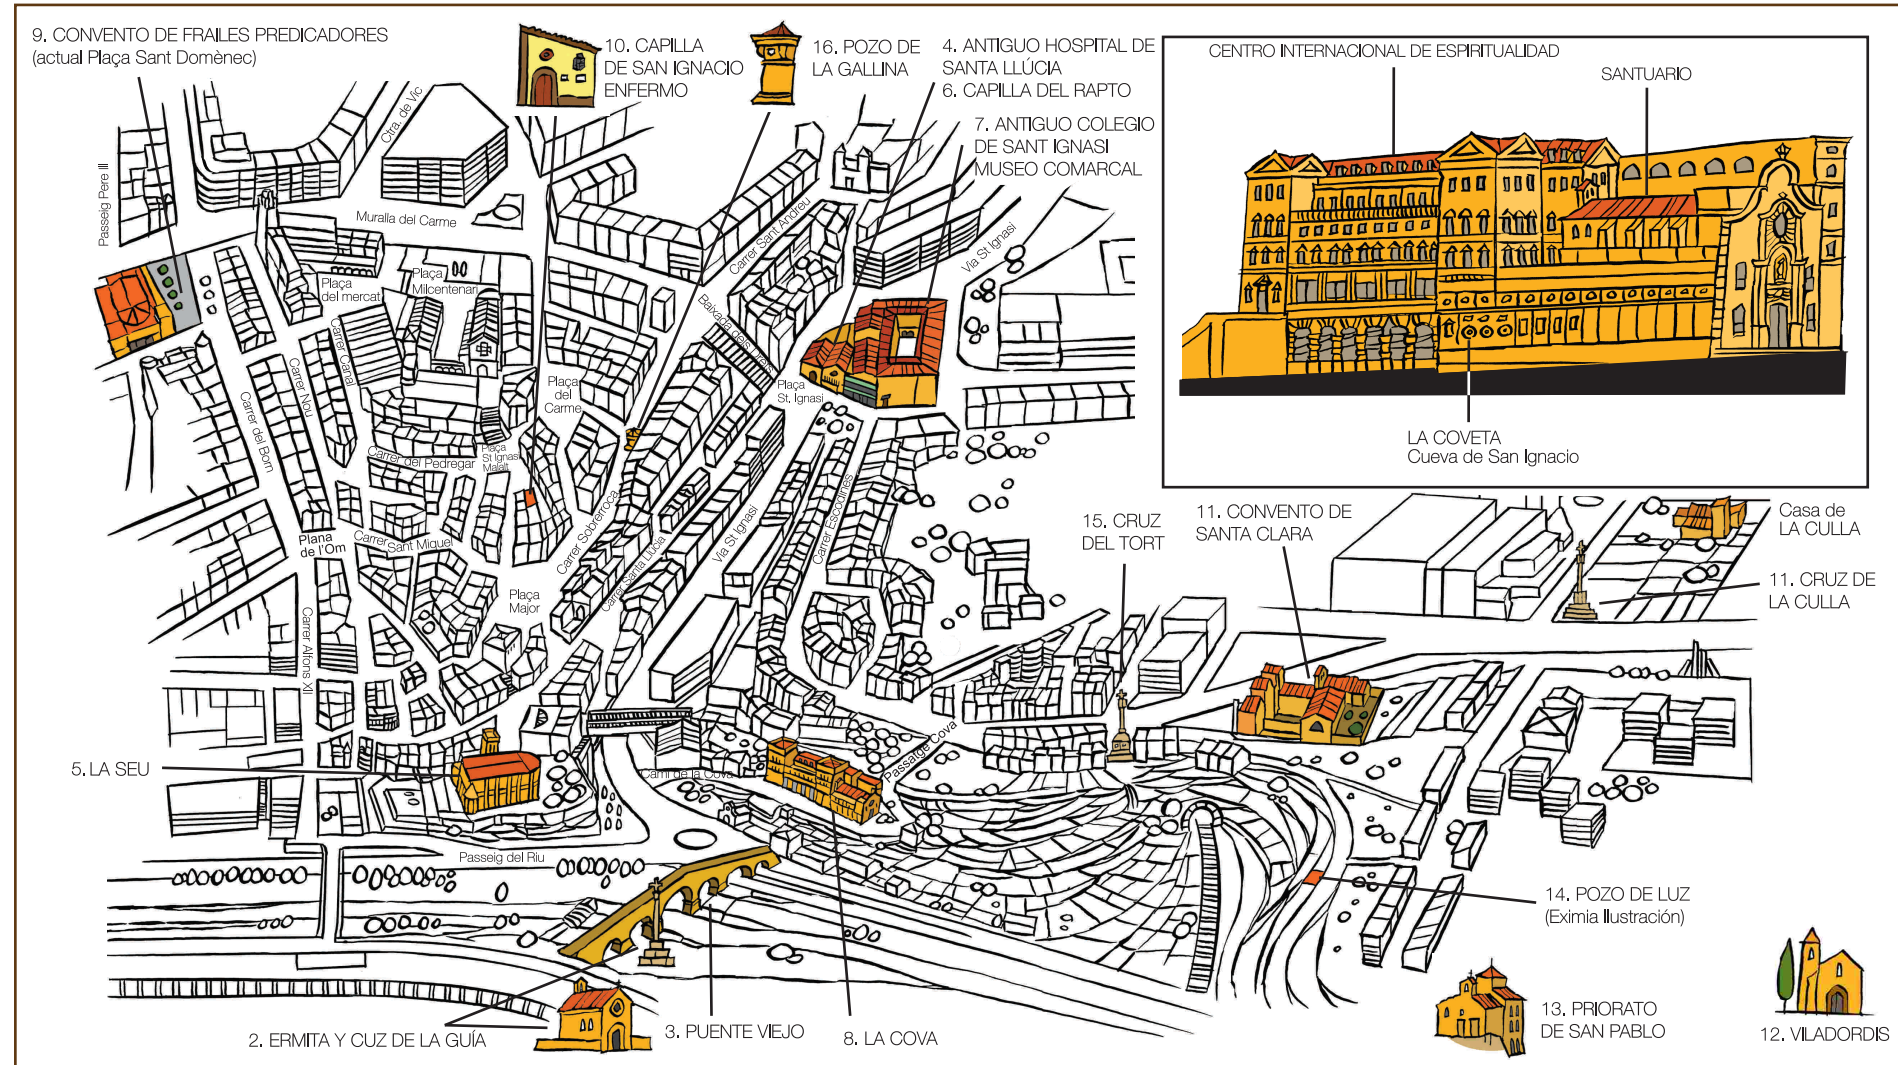 9. CONVENTO DE FRAILES PREDICADORES
(actual Plaça Sant Domènec)
10. CAPILLA
DE SAN IGNACIO
ENFERMO
16. POZO DE
LA GALLINA
4. ANTIGUO HOSPITAL DE
SANTA LLÚCIA
6. CAPILLA DEL RAPTO
7. ANTIGUO COLEGIO
DE SANT IGNASI
MUSEO COMARCAL
CENTRO INTERNACIONAL DE ESPIRITUALIDAD
SANTUARIO
LA COVETA
Cueva de San Ignacio
Passeig Pere III
Ctra. de Vic
Muralla del Carme
Carrer Sant Andreu
Via St Ignasi
Plaça
del mercat
Plaça
Milcentenari
Baixada dels Drets
Carrer Canal
Carrer Nou
Carrer del Born
Plaça
del
Carme
Plaça
St. Ignasi
Carrer del Pedregar
Plaça
St Ignasi
Malalt
Plana
de l'Om
Carrer Sant Miquel
Carrer Sobrerroca
Carrer Santa Llúcia
Via St Ignasi
Carrer Escodines
Plaça
Major
Carrer Alfons XII
15. CRUZ
DEL TORT
11. CONVENTO DE
SANTA CLARA
Casa de
LA CULLA
11. CRUZ DE
LA CULLA
5. LA SEU
Camí de la Cova
Passatge Cova
Passeig del Riu
14. POZO DE LUZ
(Eximia Ilustración)
2. ERMITA Y CUZ DE LA GUÍA
3. PUENTE VIEJO
8. LA COVA
13. PRIORATO
DE SAN PABLO
12. VILADORDIS